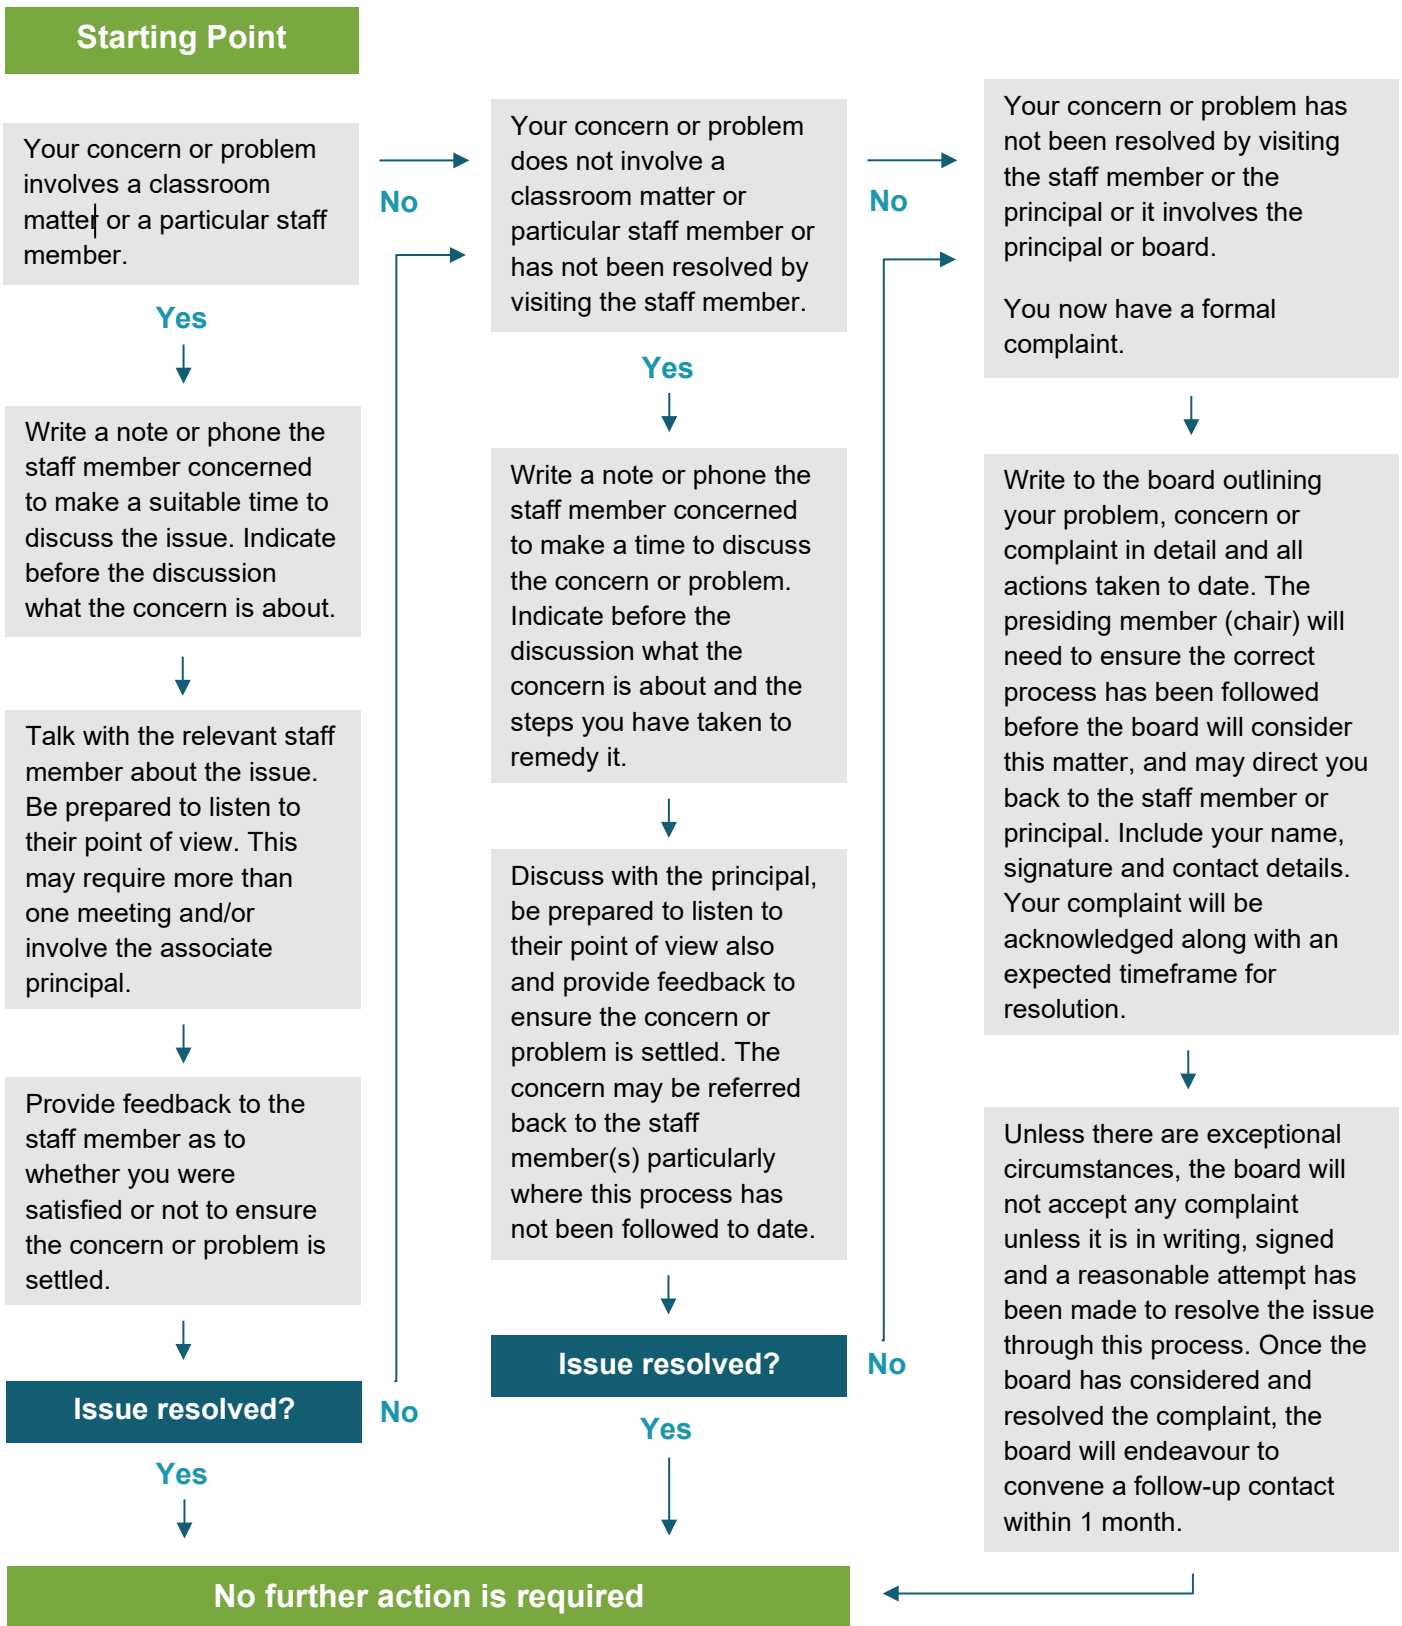 Starting Point
Your concern or problem
involves a classroom
matter or a particular staff
member.
Yes
No
Write a note or phone the
staff member concerned
to make a suitable time to
discuss the issue. Indicate
before the discussion
what the concern is about.
Talk with the relevant staff
member about the issue.
Be prepared to listen to
their point of view. This
may require more than
one meeting and/or
involve the associate
principal.
Provide feedback to the
staff member as to
whether you were
satisfied or not to ensure
the concern or problem is
settled.
Issue resolved?
No
Yes
Your concern or problem
does not involve a
classroom matter or
particular staff member or
has not been resolved by
visiting the staff member.
No
Yes
Write a note or phone the
staff member concerned
to make a time to discuss
the concern or problem.
Indicate before the
discussion what the
concern is about and the
steps you have taken to
remedy it.
Discuss with the principal,
be prepared to listen to
their point of view also
and provide feedback to
ensure the concern or
problem is settled. The
concern may be referred
back to the staff
member(s) particularly
where this process has
not been followed to date.
Issue resolved?
No
Yes
Your concern or problem has
not been resolved by visiting
the staff member or the
principal or it involves the
principal or board.
You now have a formal
complaint.
Write to the board outlining
your problem, concern or
complaint in detail and all
actions taken to date. The
presiding member (chair) will
need to ensure the correct
process has been followed
before the board will consider
this matter, and may direct you
back to the staff member or
principal. Include your name,
signature and contact details.
Your complaint will be
acknowledged along with an
expected timeframe for
resolution.
Unless there are exceptional
circumstances, the board will
not accept any complaint
unless it is in writing, signed
and a reasonable attempt has
been made to resolve the issue
through this process. Once the
board has considered and
resolved the complaint, the
board will endeavour to
convene a follow-up contact
within 1 month.
No further action is required